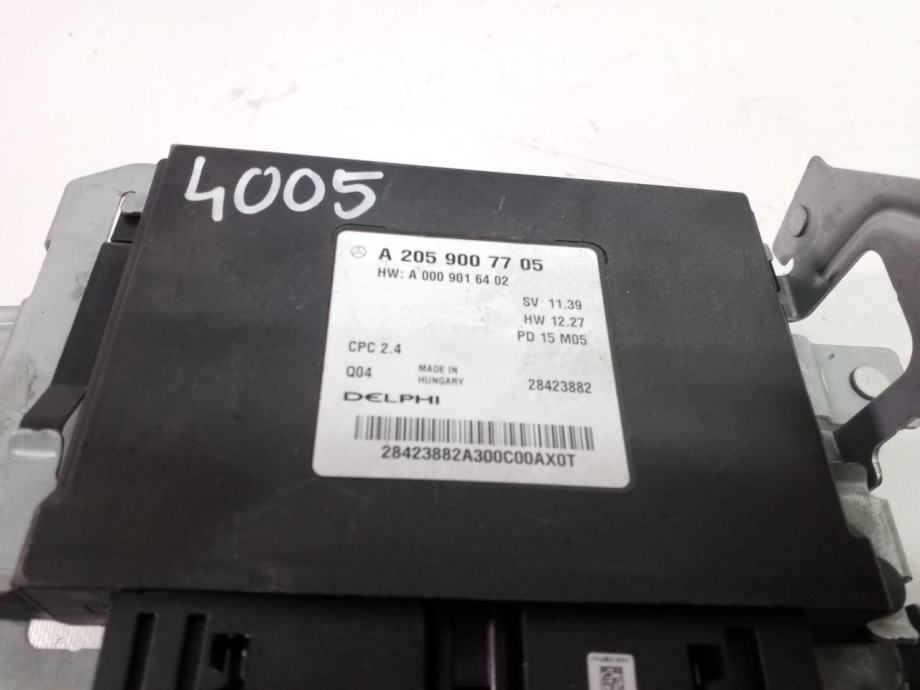 4005
A 205 900 77 05
HW: A 000 901 64 02
SV 11.39
HW 12.27
PD 15 M05
CPC 2.4
Q04
MADE IN
HUNGARY
28423882
DELPHI
28423882A300C00AX0T